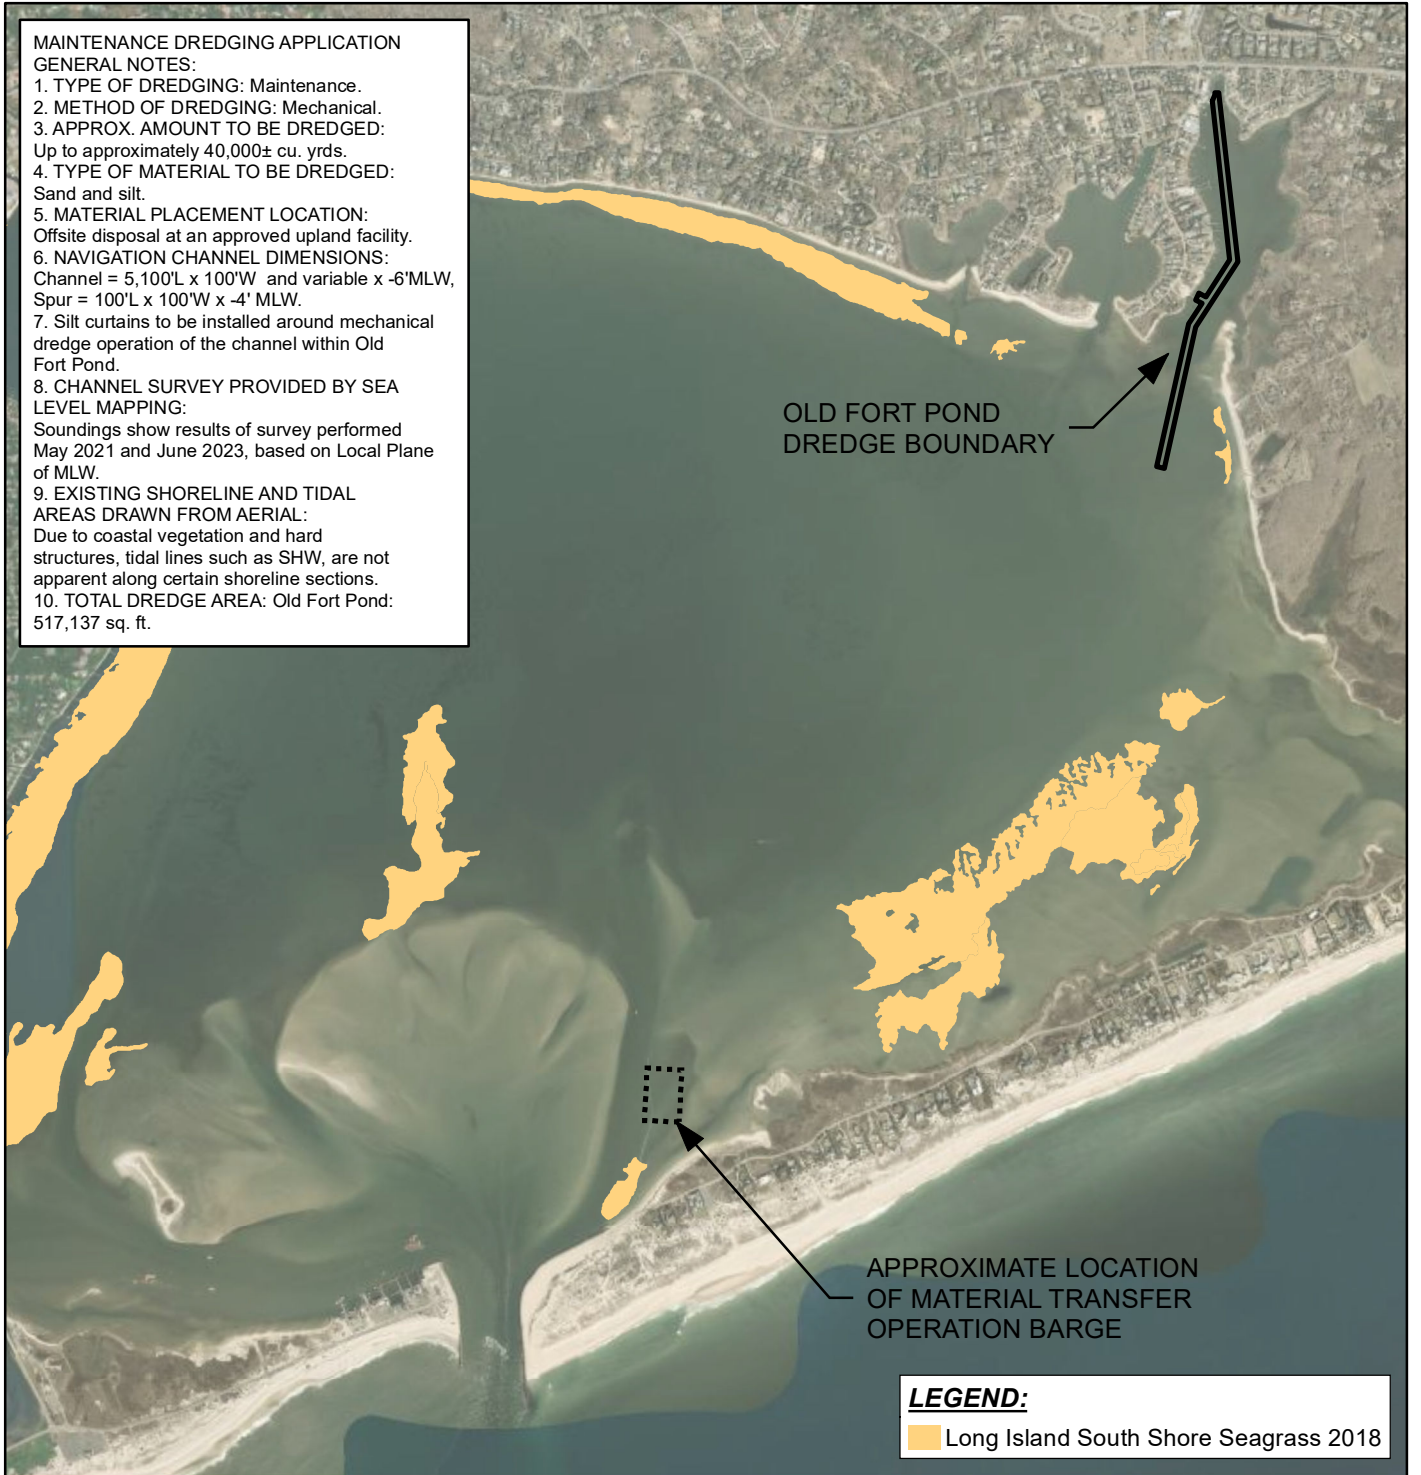 MAINTENANCE DREDGING APPLICATION
GENERAL NOTES:
1. TYPE OF DREDGING: Maintenance.
2. METHOD OF DREDGING: Mechanical.
3. APPROX. AMOUNT TO BE DREDGED:
Up to approximately 40,000± cu. yrds.
4. TYPE OF MATERIAL TO BE DREDGED:
Sand and silt.
5. MATERIAL PLACEMENT LOCATION:
Offsite disposal at an approved upland facility.
6. NAVIGATION CHANNEL DIMENSIONS:
Channel = 5,100'L x 100'W and variable x -6'MLW,
Spur = 100'L x 100'W x -4' MLW.
7. Silt curtains to be installed around mechanical
dredge operation of the channel within Old
Fort Pond.
8. CHANNEL SURVEY PROVIDED BY SEA
LEVEL MAPPING:
Soundings show results of survey performed
May 2021 and June 2023, based on Local Plane
of MLW.
9. EXISTING SHORELINE AND TIDAL
AREAS DRAWN FROM AERIAL:
Due to coastal vegetation and hard
structures, tidal lines such as SHW, are not
apparent along certain shoreline sections.
10. TOTAL DREDGE AREA: Old Fort Pond:
517,137 sq. ft.
OLD FORT POND
DREDGE BOUNDARY
APPROXIMATE LOCATION
OF MATERIAL TRANSFER
OPERATION BARGE
LEGEND:
Long Island South Shore Seagrass 2018